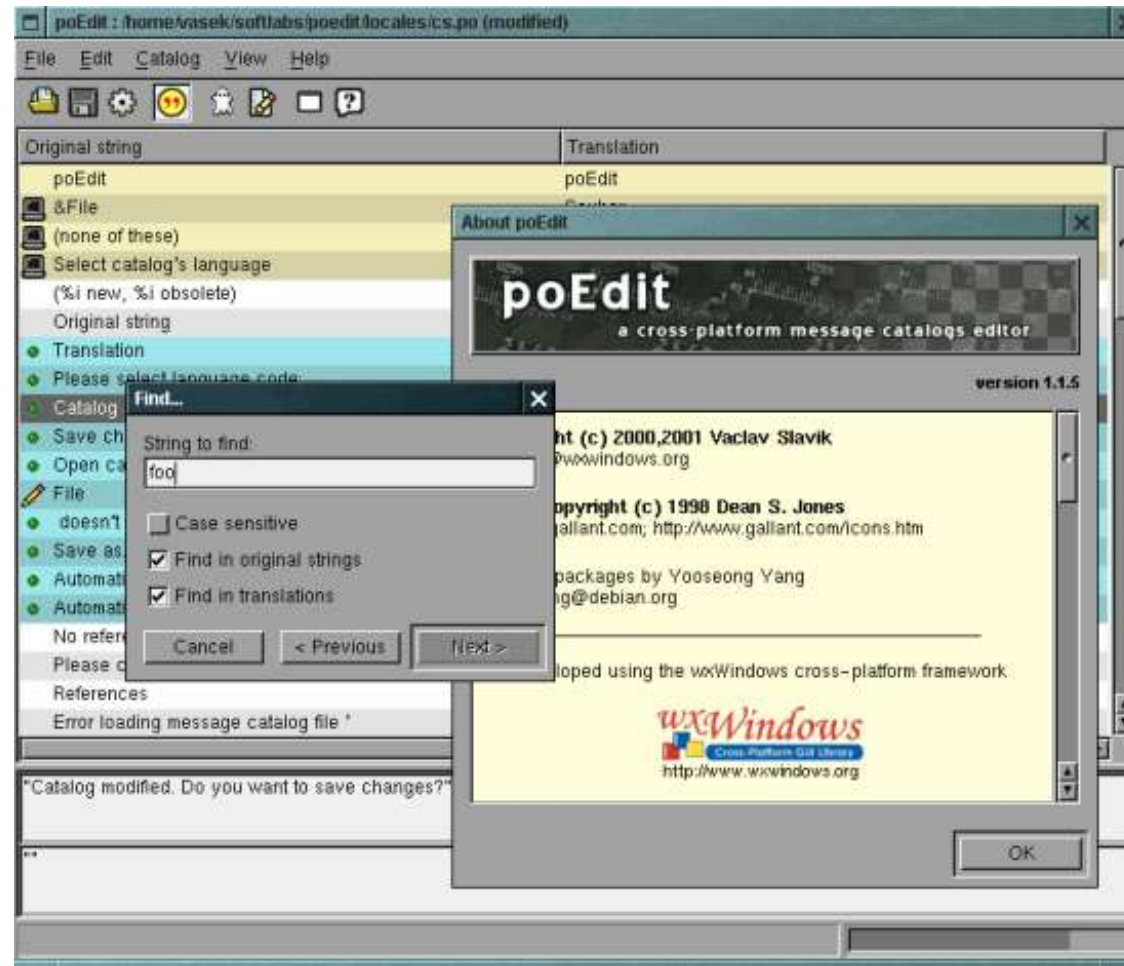 poEdit : /home/vasek/softlabs/poedit/locales/cs.po (modified)
File Edit Catalog View Help
Original string
Translation
poEdit
poEdit
&File
(none of these)
Select catalog's language
(%i new, %i obsolete)
Original string
Translation
Please select language code:
Catalog
Save ch
Open ca
File
doesn't
Save as
Automati
Automati
No refere
Please c
References
Error loading message catalog file '
"Catalog modified. Do you want to save changes?"
""
Find...
String to find:
foo
Case sensitive
Find in original strings
Find in translations
Cancel
< Previous
Next >
About poEdit
poEdit
a cross-platform message catalogs editor
version 1.1.5
ht (c) 2000,2001 Vaclav Slavik
@wxwindows.org
opyright (c) 1998 Dean S. Jones
gallant.com; http://www.gallant.com/icons.htm
packages by Yooseong Yang
ng@debian.org
loped using the wxWindows cross-platform framework
wxWindows
Cross-Platform GUI Library
http://www.wxwindows.org
OK